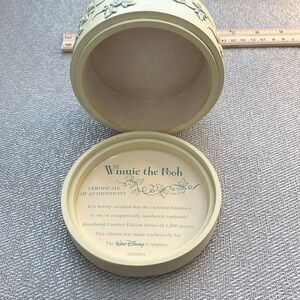 Winnie the Pooh
CERTIFICATE
OF AUTHENTICITY
It is hereby certified that the enclosed timepiece
is one of a sequentially numbered, randomly
distributed Limited Edition Series of 1,000 pieces.
This edition was made exclusively for
The Walt Disney Company.
©DISNEY